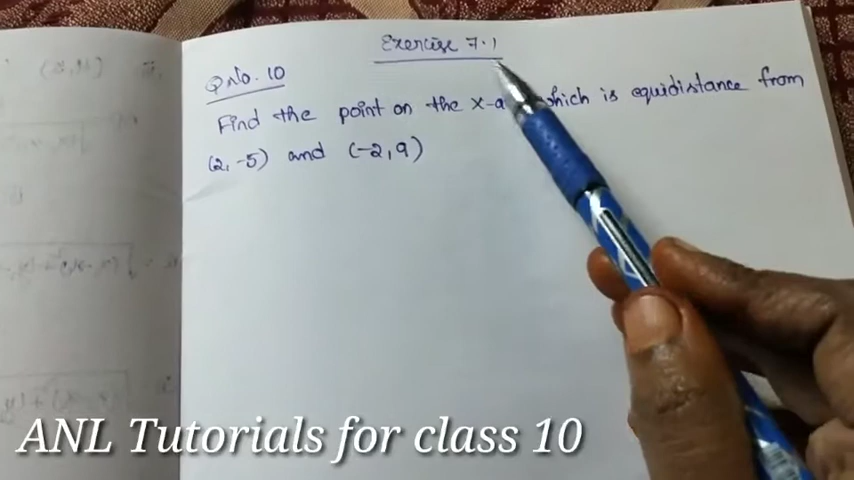 Exercise 7.1
Q No. 10
Find the point on the x-a which is equidistance from
(2, -5) and (-2, 9)
ANL Tutorials for class 10